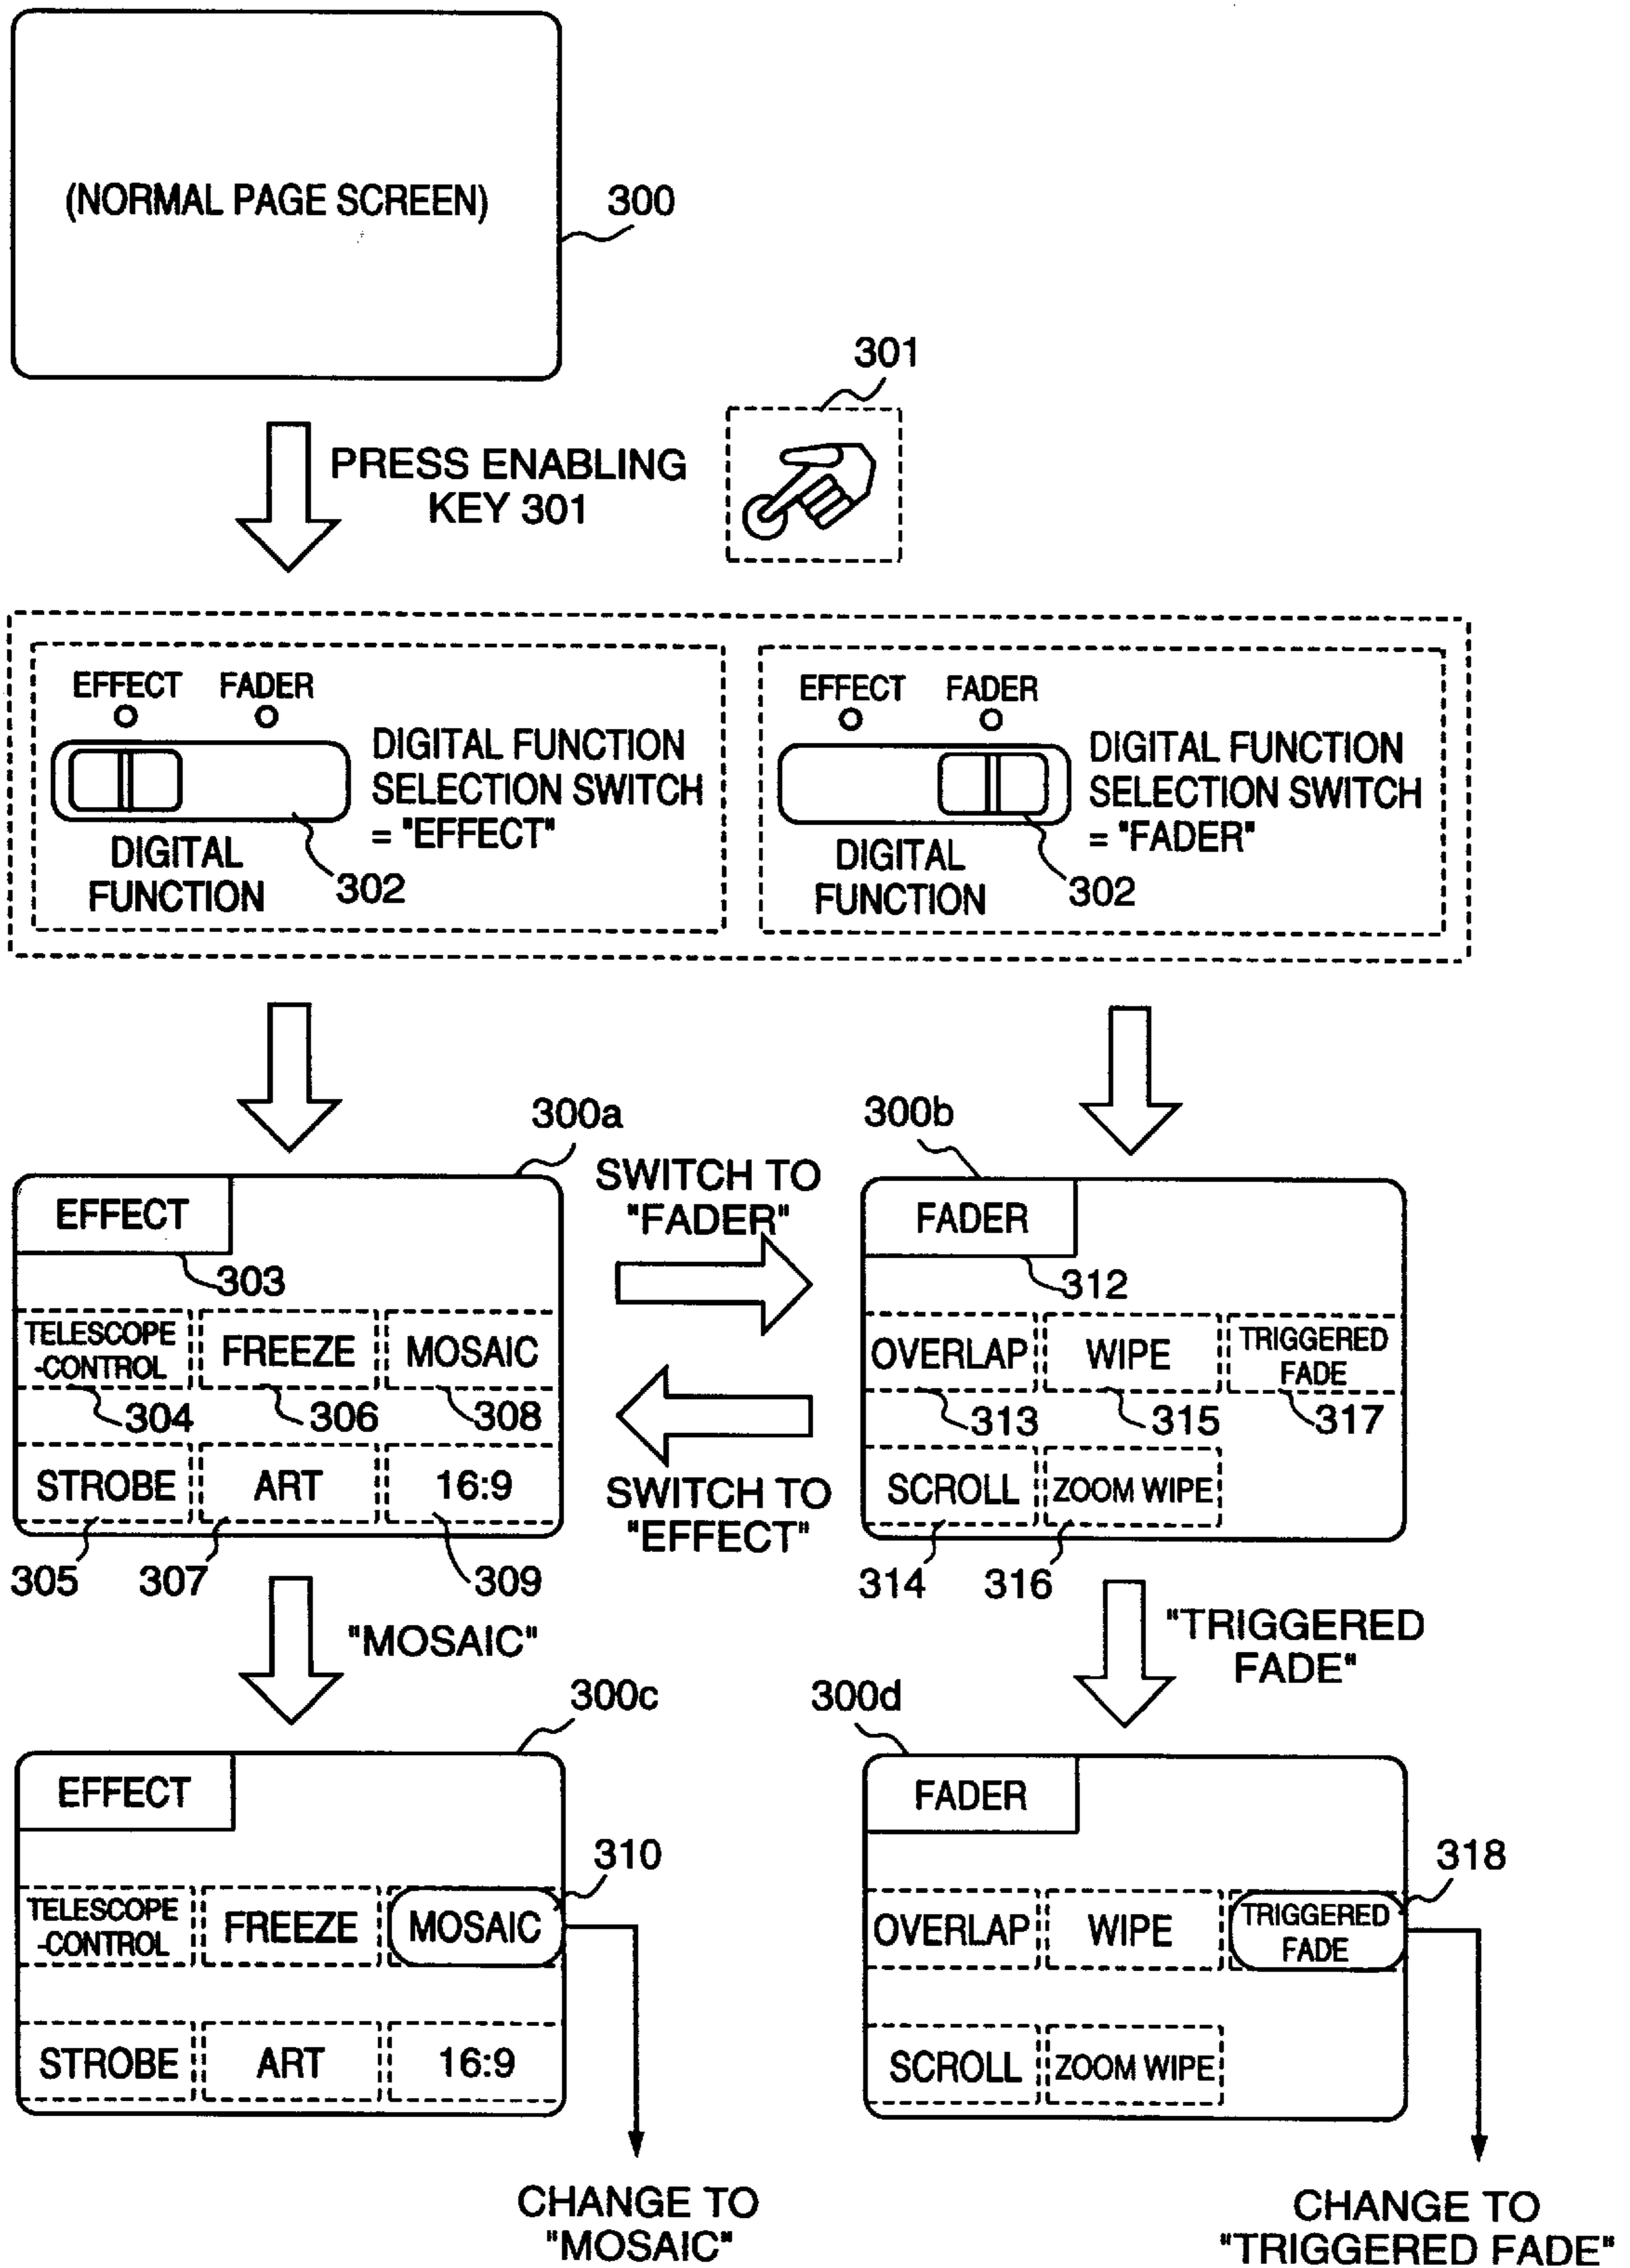 (NORMAL PAGE SCREEN)
300
301
PRESS ENABLING
KEY 301
EFFECT FADER
DIGITAL FUNCTION
SELECTION SWITCH
= "EFFECT"
DIGITAL
FUNCTION
302
EFFECT FADER
DIGITAL FUNCTION
SELECTION SWITCH
= "FADER"
DIGITAL
FUNCTION
302
300a
SWITCH TO
"FADER"
300b
EFFECT
303
TELESCOPE
-CONTROL
FREEZE
MOSAIC
304
306
308
STROBE
ART
16:9
305
307
309
SWITCH TO
"EFFECT"
FADER
312
OVERLAP
WIPE
TRIGGERED
FADE
313
315
317
SCROLL
ZOOM WIPE
314
316
"MOSAIC"
"TRIGGERED
FADE"
300c
EFFECT
310
TELESCOPE
-CONTROL
FREEZE
MOSAIC
STROBE
ART
16:9
CHANGE TO
"MOSAIC"
300d
FADER
318
OVERLAP
WIPE
TRIGGERED
FADE
SCROLL
ZOOM WIPE
CHANGE TO
"TRIGGERED FADE"